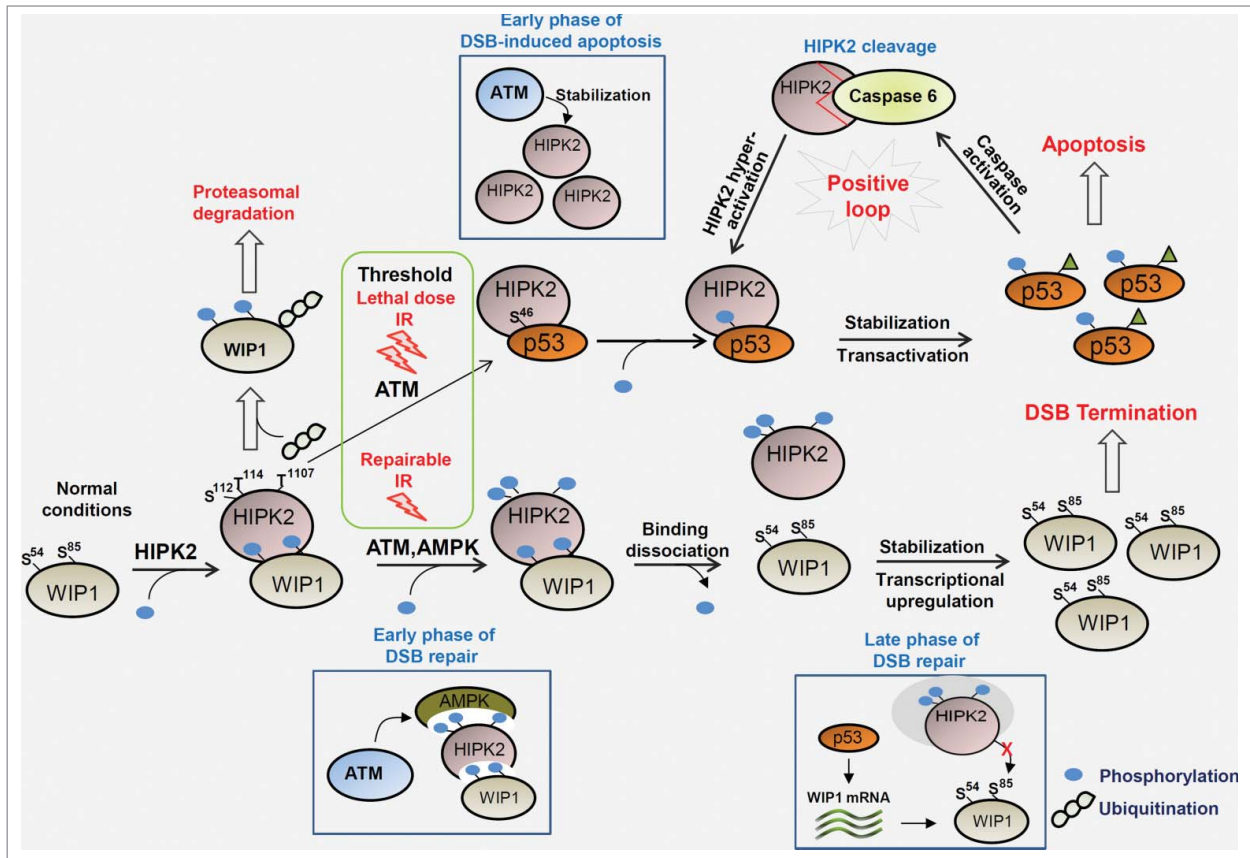 Early phase of
DSB-induced apoptosis
ATM
Stabilization
HIPK2
HIPK2
HIPK2
HIPK2 cleavage
HIPK2
Caspase 6
HIPK2 hyper-
activation
Positive
loop
Caspase
activation
Apoptosis
Proteasomal
degradation
WIP1
Threshold
Lethal dose
IR
ATM
Repairable
IR
HIPK2
S46
p53
HIPK2
p53
Stabilization
Transactivation
p53
p53
p53
DSB Termination
Normal
conditions
S54 S85
WIP1
HIPK2
S112 T114 T1107
HIPK2
WIP1
ATM,AMPK
HIPK2
WIP1
Binding
dissociation
HIPK2
S54 S85
WIP1
Stabilization
Transcriptional
upregulation
S54 S85
WIP1
S54 S85
WIP1
S54 S85
WIP1
Early phase of
DSB repair
AMPK
HIPK2
ATM
WIP1
Late phase of
DSB repair
HIPK2
p53
X
WIP1 mRNA
S54 S85
WIP1
Phosphorylation
Ubiquitination